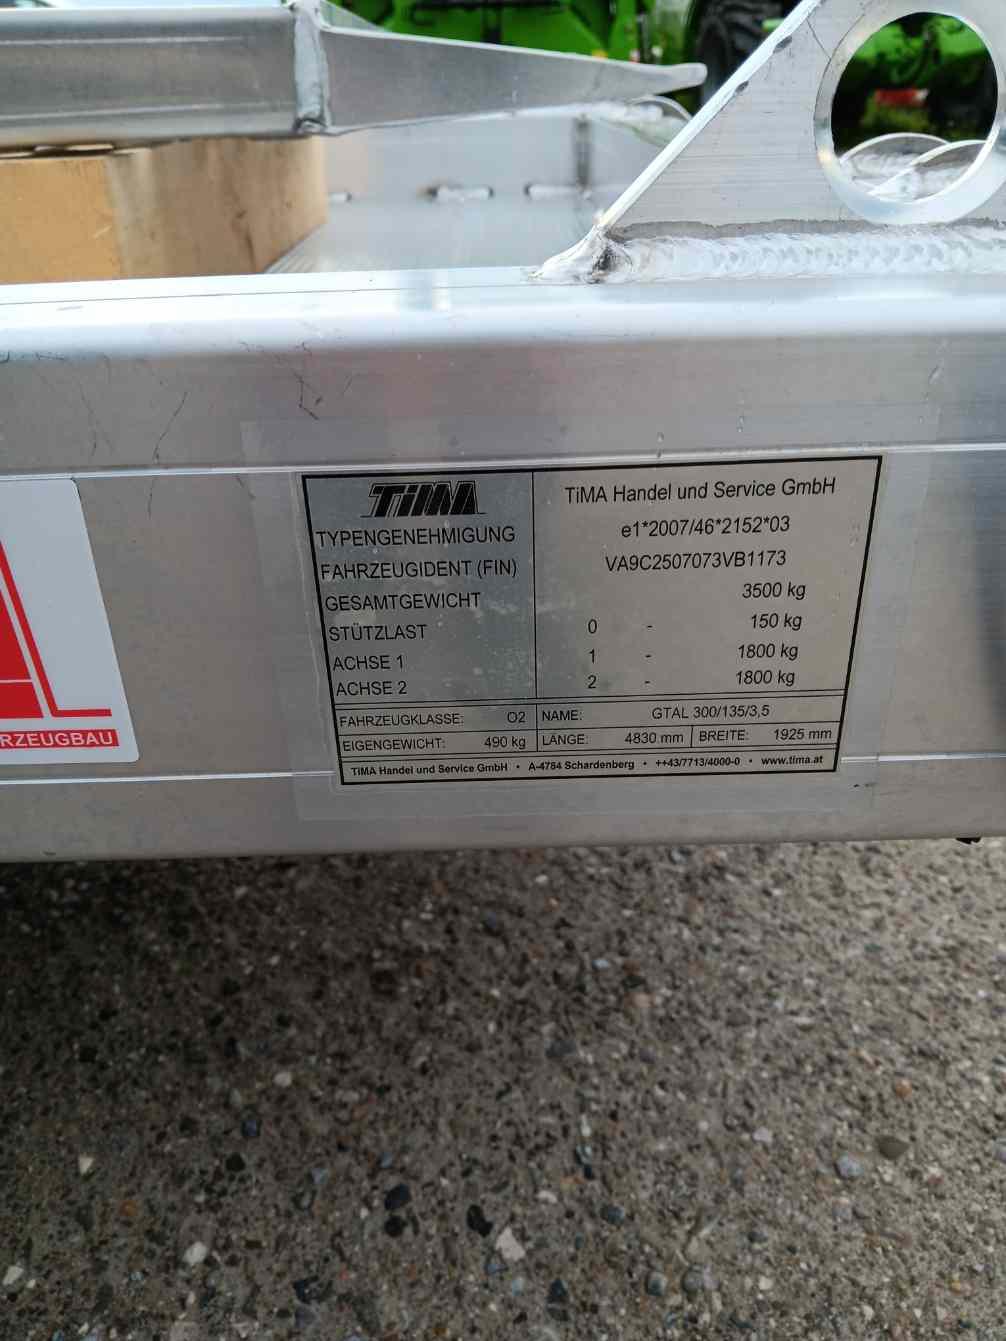 TiMA
TiMA Handel und Service GmbH
TYPENGENEHMIGUNG e1*2007/46*2152*03
FAHRZEUGIDENT (FIN) VA9C2507073VB1173
GESAMTGEWICHT 3500 kg
STÜTZLAST 0 - 150 kg
ACHSE 1 1 - 1800 kg
ACHSE 2 2 - 1800 kg
FAHRZEUGKLASSE: O2 NAME: GTAL 300/135/3,5
EIGENGEWICHT: 490 kg LÄNGE: 4830 mm BREITE: 1925 mm
TiMA Handel und Service GmbH • A-4784 Schardenberg • ++43/7713/4000-0 • www.tima.at
RZEUGBAU